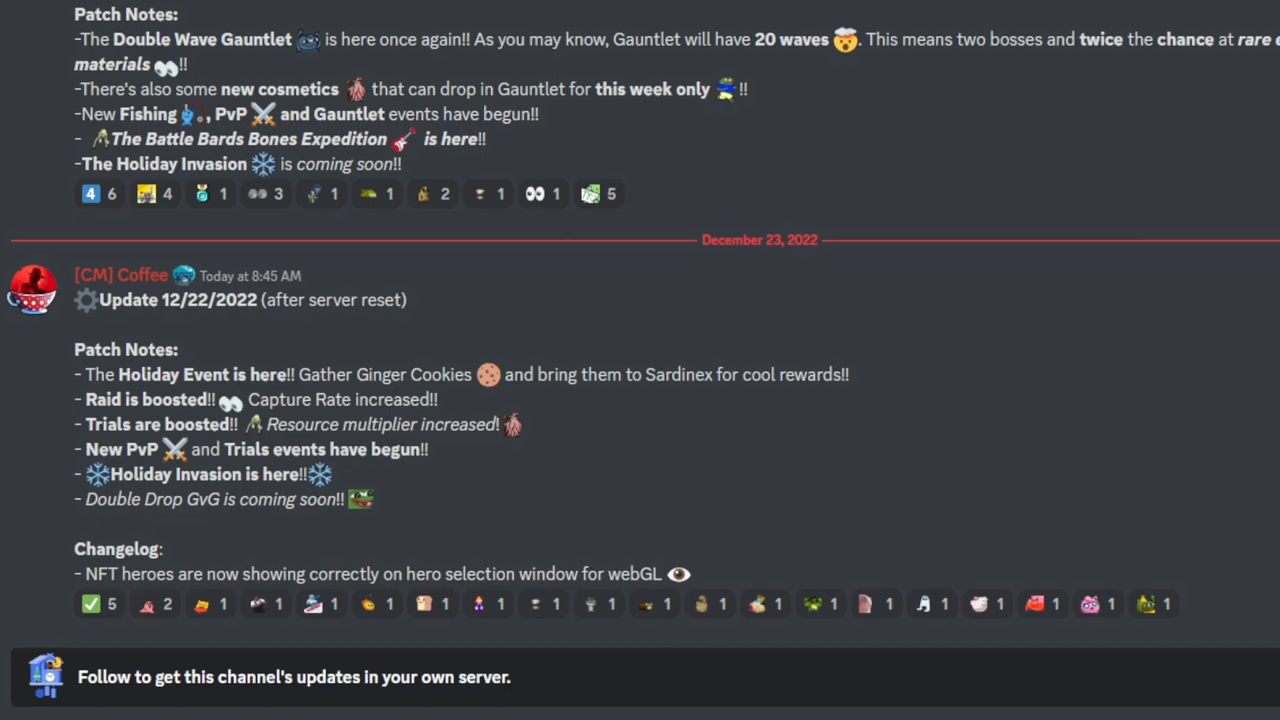 Patch Notes:
-The Double Wave Gauntlet is here once again!! As you may know, Gauntlet will have 20 waves 🤯. This means two bosses and twice the chance at rare
materials 👀!!
-There's also some new cosmetics that can drop in Gauntlet for this week only !!
-New Fishing 🎣, PvP ⚔️ and Gauntlet events have begun!!
- The Battle Bards Bones Expedition 🎸 is here!!
-The Holiday Invasion ❄️ is coming soon!!
4 6 4 1 3 1 1 2 1 👀 1 5
December 23, 2022
[CM] Coffee Today at 8:45 AM
⚙️Update 12/22/2022 (after server reset)
Patch Notes:
- The Holiday Event is here!! Gather Ginger Cookies 🍪 and bring them to Sardinex for cool rewards!!
- Raid is boosted!! 👀 Capture Rate increased!!
- Trials are boosted!! Resource multiplier increased!
- New PvP ⚔️ and Trials events have begun!!
- ❄️Holiday Invasion is here!!❄️
- Double Drop GvG is coming soon!!
Changelog:
- NFT heroes are now showing correctly on hero selection window for webGL 👁️
✅ 5 2 1 1 1 1 1 1 1 1 1 1 1 1 1 1 1 1 1 1
Follow to get this channel's updates in your own server.